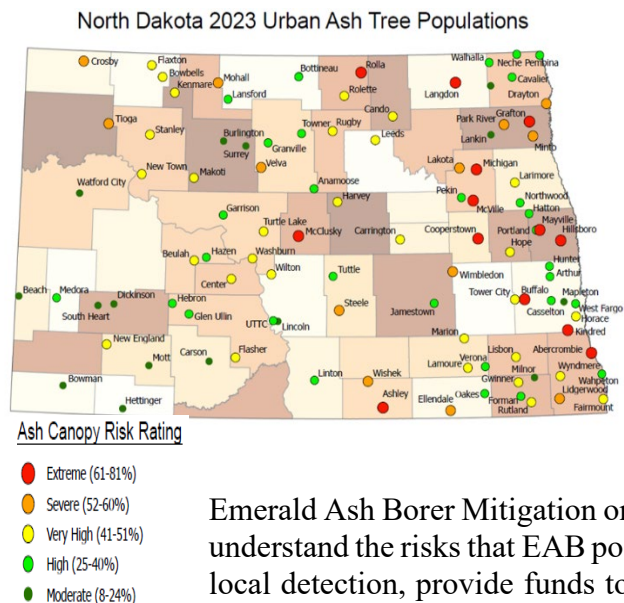 North Dakota 2023 Urban Ash Tree Populations
Crosby
Flaxton
Bowbells
Kenmare
Mohall
Lansford
Bottineau
Rolla
Rolette
Cando
Langdon
Walhalla
Neche
Pembina
Cavalier
Drayton
Park River
Grafton
Lankin
Minto
Tioga
Stanley
Burlington
Surrey
Granville
Towner
Rugby
Leeds
Velva
Lakota
Michigan
Larimore
New Town
Makoti
Anamoose
Harvey
Pekin
McVille
Northwood
Hatton
Watford City
Garrison
Turtle Lake
McClusky
Carrington
Cooperstown
Portland
Mayville
Hope
Hillsboro
Beulah
Hazen
Washburn
Center
Wilton
Tuttle
Wimbledon
Hunter
Arthur
Beach
Medora
Dickinson
South Heart
Hebron
Glen Ullin
UTTC
Lincoln
Steele
Jamestown
Tower City
Buffalo
Casselton
Mapleton
West Fargo
Horace
Kindred
New England
Mott
Carson
Flasher
Marion
Lamoure
Verona
Lisbon
Abercrombie
Bowman
Hettinger
Linton
Wishek
Ashley
Ellendale
Oakes
Gwinner
Milnor
Forman
Rutland
Wyndmere
Wahpeton
Lidgerwood
Fairmount
Ash Canopy Risk Rating
Extreme (61-81%)
Severe (52-60%)
Very High (41-51%)
High (25-40%)
Moderate (8-24%)
Emerald Ash Borer Mitigation
understand the risks that EAB
local detection, provide funds to